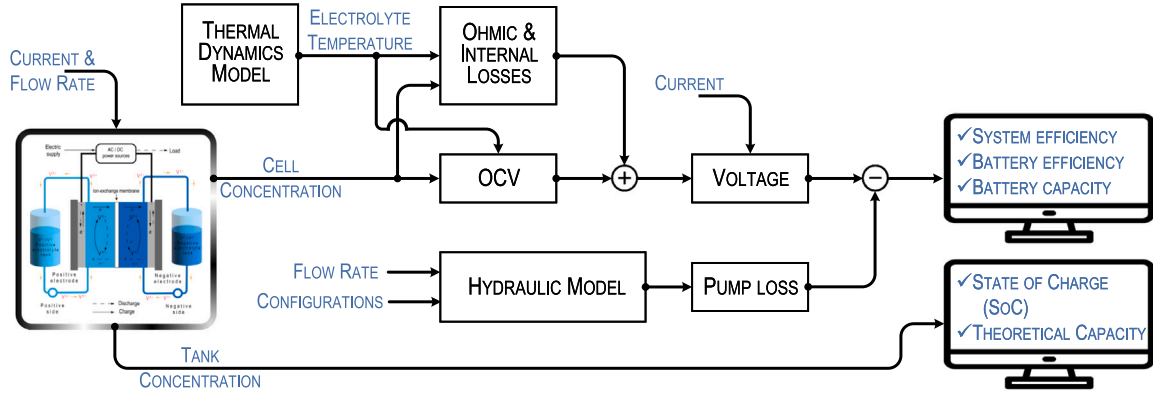 THERMAL
DYNAMICS
MODEL
ELECTROLYTE
TEMPERATURE
OHMIC &
INTERNAL
LOSSES
CURRENT &
FLOW RATE
CURRENT
Electric
supply
AC / DC
power sources
Load
Ion-exchange membrane
Positive
electrode
Negative
electrode
Positive
side
Discharge
Charge
Negative
side
CELL
CONCENTRATION
OCV
+
VOLTAGE
−
✓SYSTEM EFFICIENCY
✓BATTERY EFFICIENCY
✓BATTERY CAPACITY
FLOW RATE
CONFIGURATIONS
HYDRAULIC MODEL
PUMP LOSS
✓STATE OF CHARGE
(SOC)
✓THEORETICAL CAPACITY
TANK
CONCENTRATION